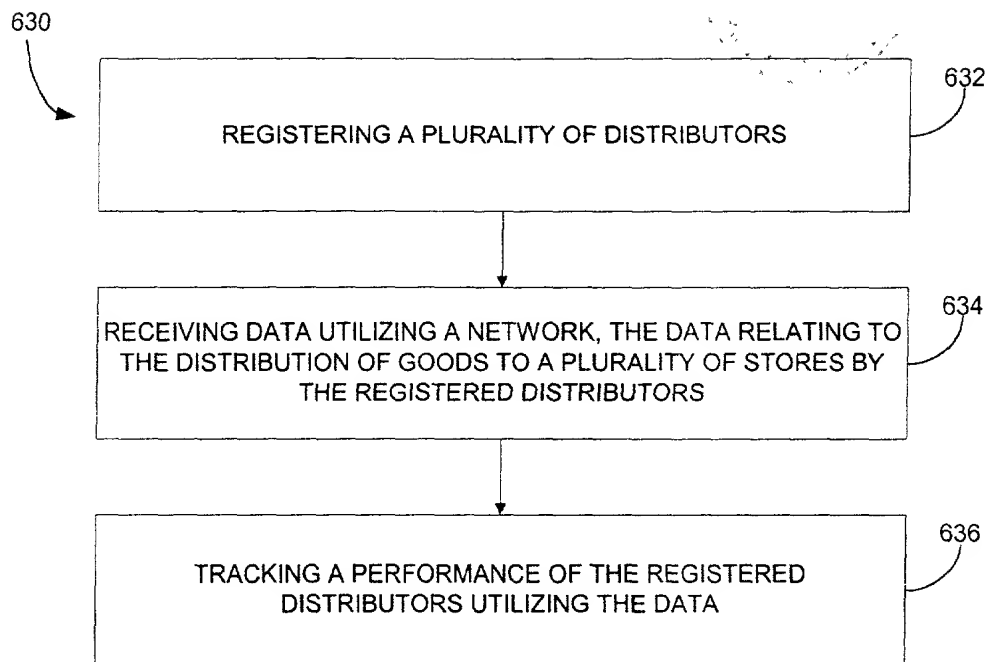 630
632
REGISTERING A PLURALITY OF DISTRIBUTORS
634
RECEIVING DATA UTILIZING A NETWORK, THE DATA RELATING TO
THE DISTRIBUTION OF GOODS TO A PLURALITY OF STORES BY
THE REGISTERED DISTRIBUTORS
636
TRACKING A PERFORMANCE OF THE REGISTERED
DISTRIBUTORS UTILIZING THE DATA